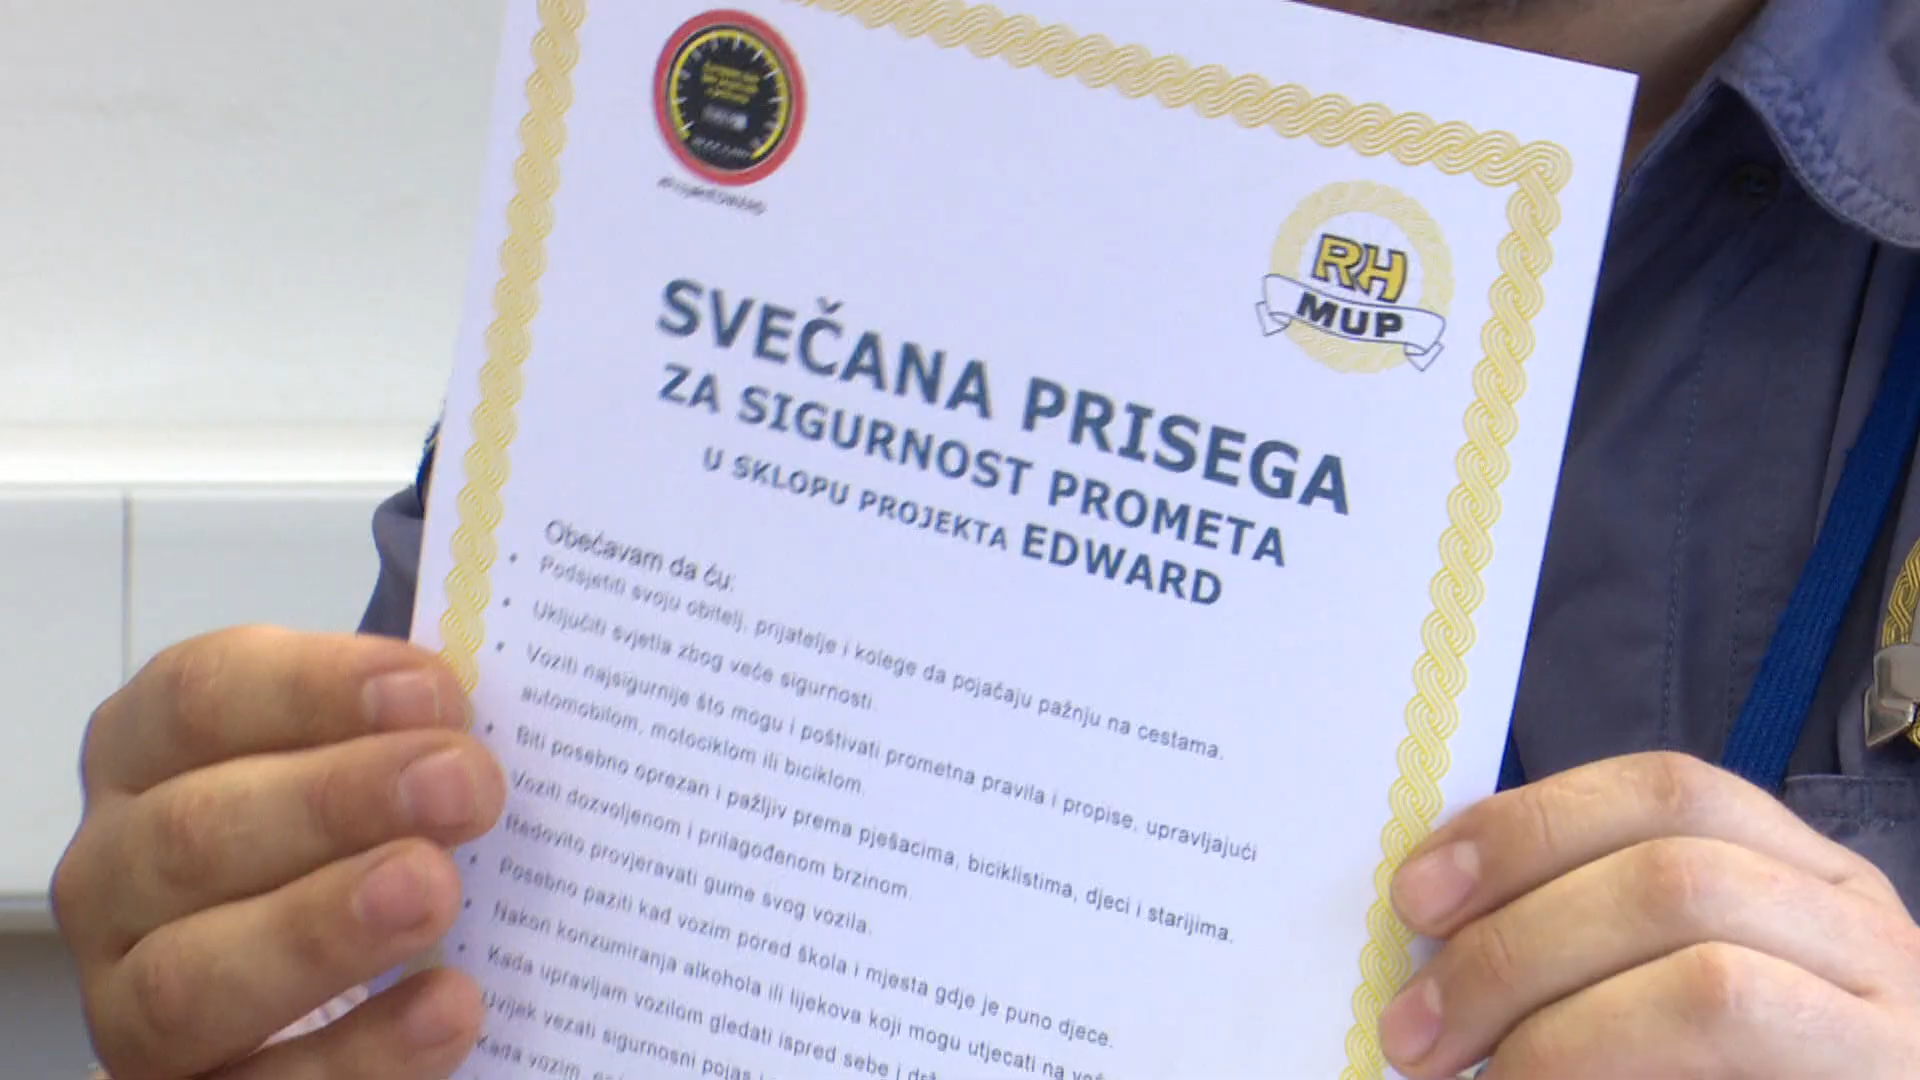 #ProjektEDWARD
RH
MUP
SVEČANA PRISEGA
ZA SIGURNOST PROMETA
U SKLOPU PROJEKTA EDWARD
Obećavam da ću:
• Podsjetiti svoju obitelj, prijatelje i kolege da pojačaju pažnju na cestama.
• Uključiti svjetla zbog veće sigurnosti.
• Voziti najsigurnije što mogu i poštivati prometna pravila i propise, upravljajući
automobilom, motociklom ili biciklom.
• Biti posebno oprezan i pažljiv prema pješacima, biciklistima, djeci i starijima.
Voziti dozvoljenom i prilagođenom brzinom.
Redovito provjeravati gume svog vozila.
• Posebno paziti kad vozim pored škola i mjesta gdje je puno djece.
• Nakon konzumiranja alkohola ili lijekova koji mogu utjecati na
• Kada upravljam vozilom gledati ispred sebe i
Uvijek vezati sigurnosni pojas
Kada vozim,